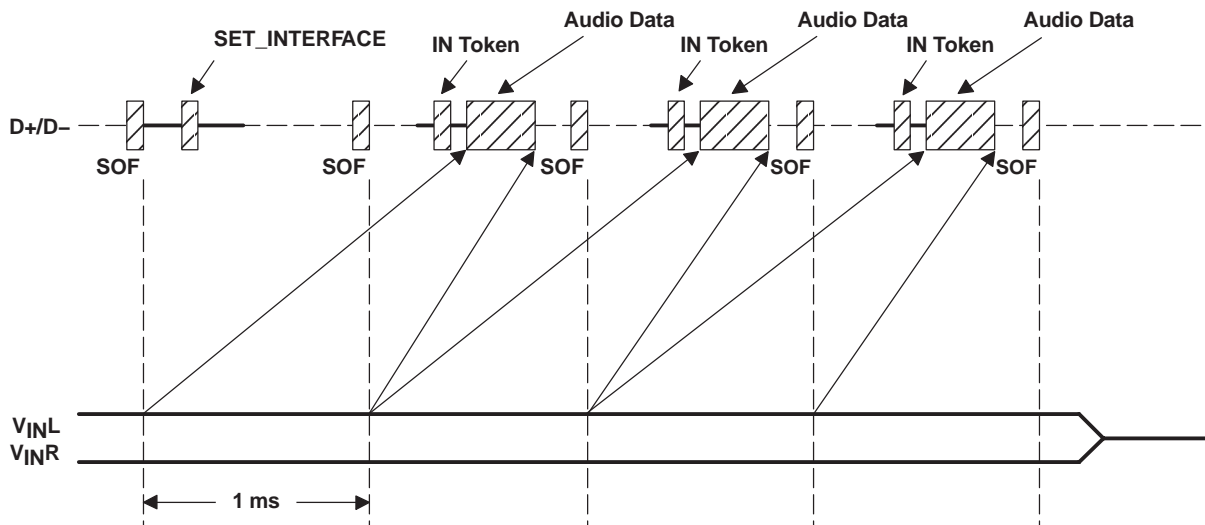 SET_INTERFACE
IN Token
Audio Data
IN Token
Audio Data
IN Token
Audio Data
D+/D−
SOF
SOF
SOF
SOF
SOF
VINL
VINR
1 ms